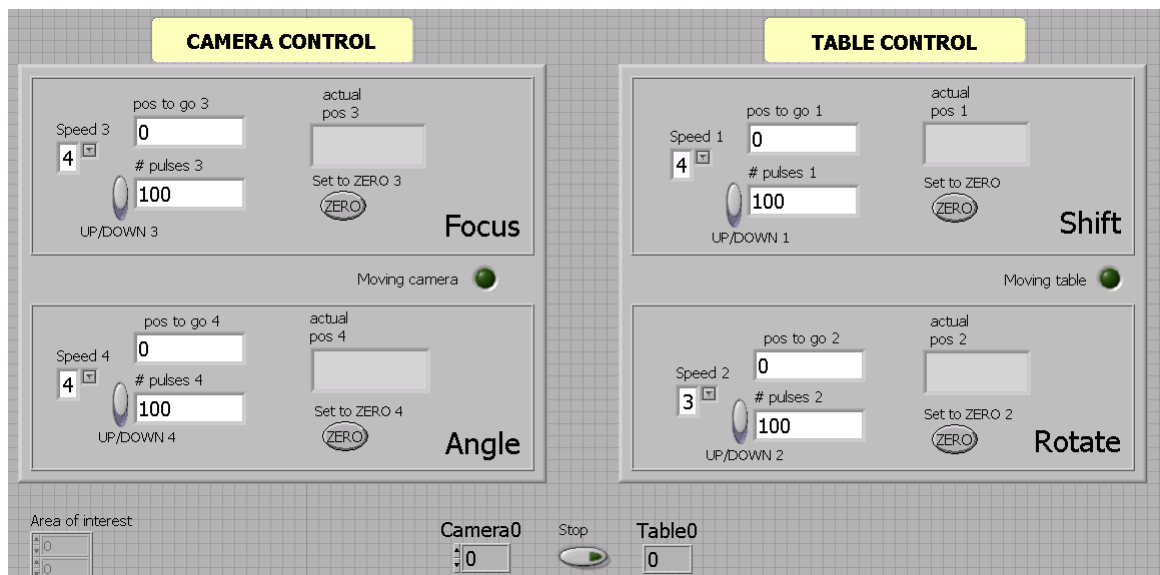 CAMERA CONTROL
pos to go 3
0
Speed 3
4
# pulses 3
100
UP/DOWN 3
actual
pos 3
Set to ZERO 3
ZERO
Focus
Moving camera
pos to go 4
0
Speed 4
4
# pulses 4
100
UP/DOWN 4
actual
pos 4
Set to ZERO 4
ZERO
Angle
TABLE CONTROL
pos to go 1
0
Speed 1
4
# pulses 1
100
UP/DOWN 1
actual
pos 1
Set to ZERO
ZERO
Shift
Moving table
pos to go 2
0
Speed 2
3
# pulses 2
100
UP/DOWN 2
actual
pos 2
Set to ZERO 2
ZERO
Rotate
Area of interest
0
0
Camera0
0
Stop
Table0
0